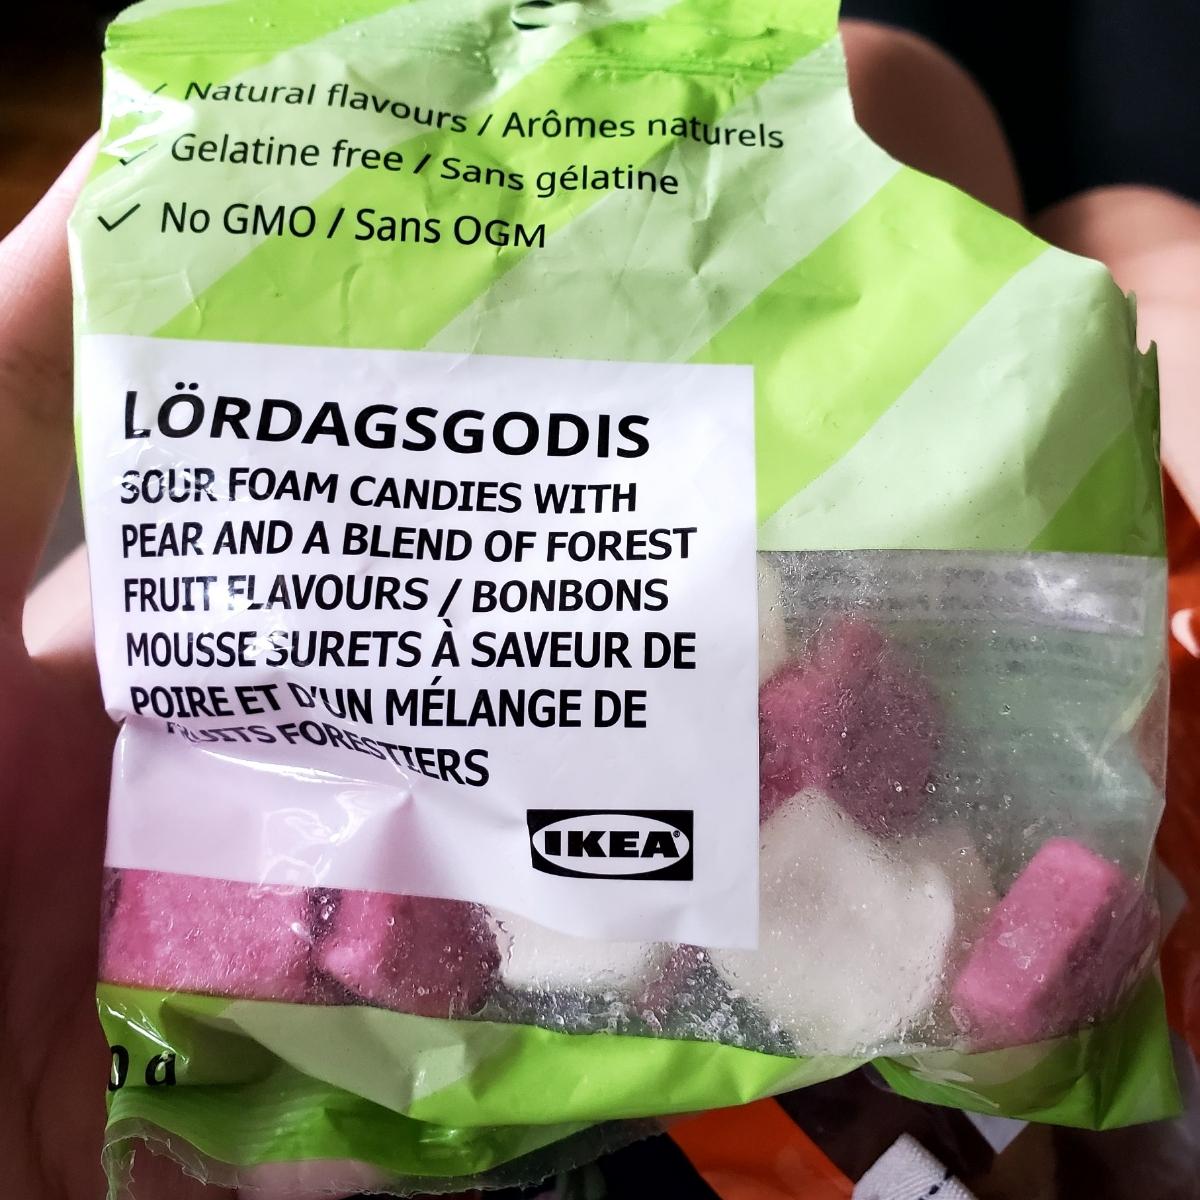 Natural flavours / Arômes naturels
Gelatine free / Sans gélatine
No GMO / Sans OGM
LÖRDAGSGODIS
SOUR FOAM CANDIES WITH
PEAR AND A BLEND OF FOREST
FRUIT FLAVOURS / BONBONS
MOUSSE SURETS À SAVEUR DE
POIRE ET D'UN MÉLANGE DE
FRUITS FORESTIERS
IKEA®